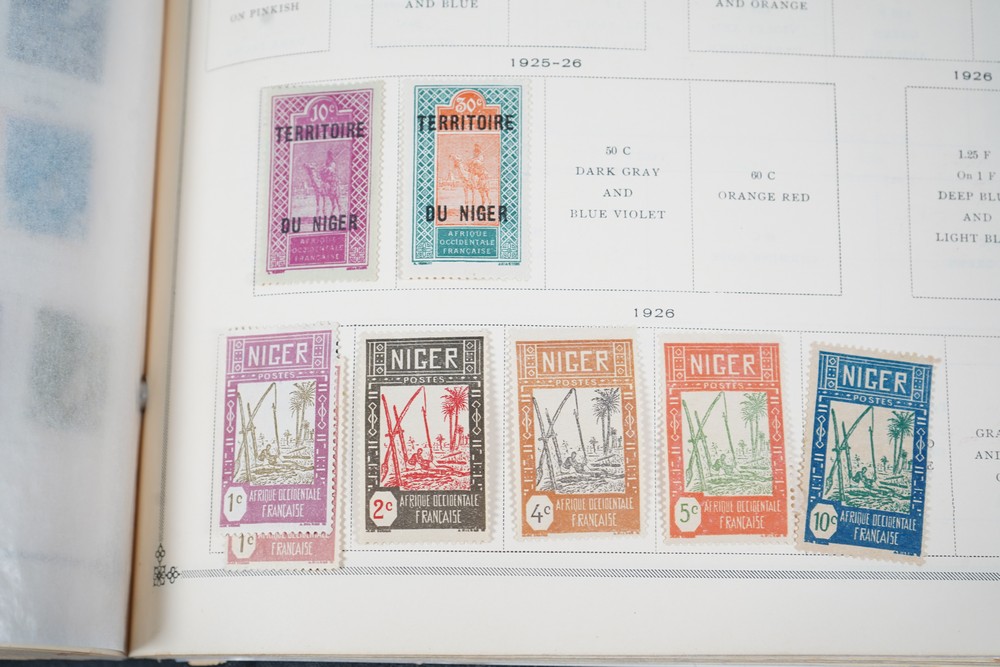 ON PINKISH
AND BLUE
AND ORANGE
1925-26
1926
10c
TERRITOIRE
DU NIGER
AFRIQUE
OCCIDENTALE
FRANÇAISE
30c
TERRITOIRE
DU NIGER
AFRIQUE
OCCIDENTALE
FRANÇAISE
50 C
DARK GRAY
AND
BLUE VIOLET
60 C
ORANGE RED
1.25 F
On 1 F
DEEP BLU
AND
LIGHT BL
1926
NIGER
POSTES
1c
AFRIQUE OCCIDENTALE
FRANÇAISE
1c
FRANÇAISE
NIGER
POSTES
2c
AFRIQUE OCCIDENTALE
FRANÇAISE
NIGER
POSTES
4c
AFRIQUE OCCIDENTALE
FRANÇAISE
NIGER
POSTES
5c
AFRIQUE OCCIDENTALE
FRANÇAISE
NIGER
POSTES
10c
AFRIQUE OCCIDENTALE
FRANÇAISE
GRA
AND